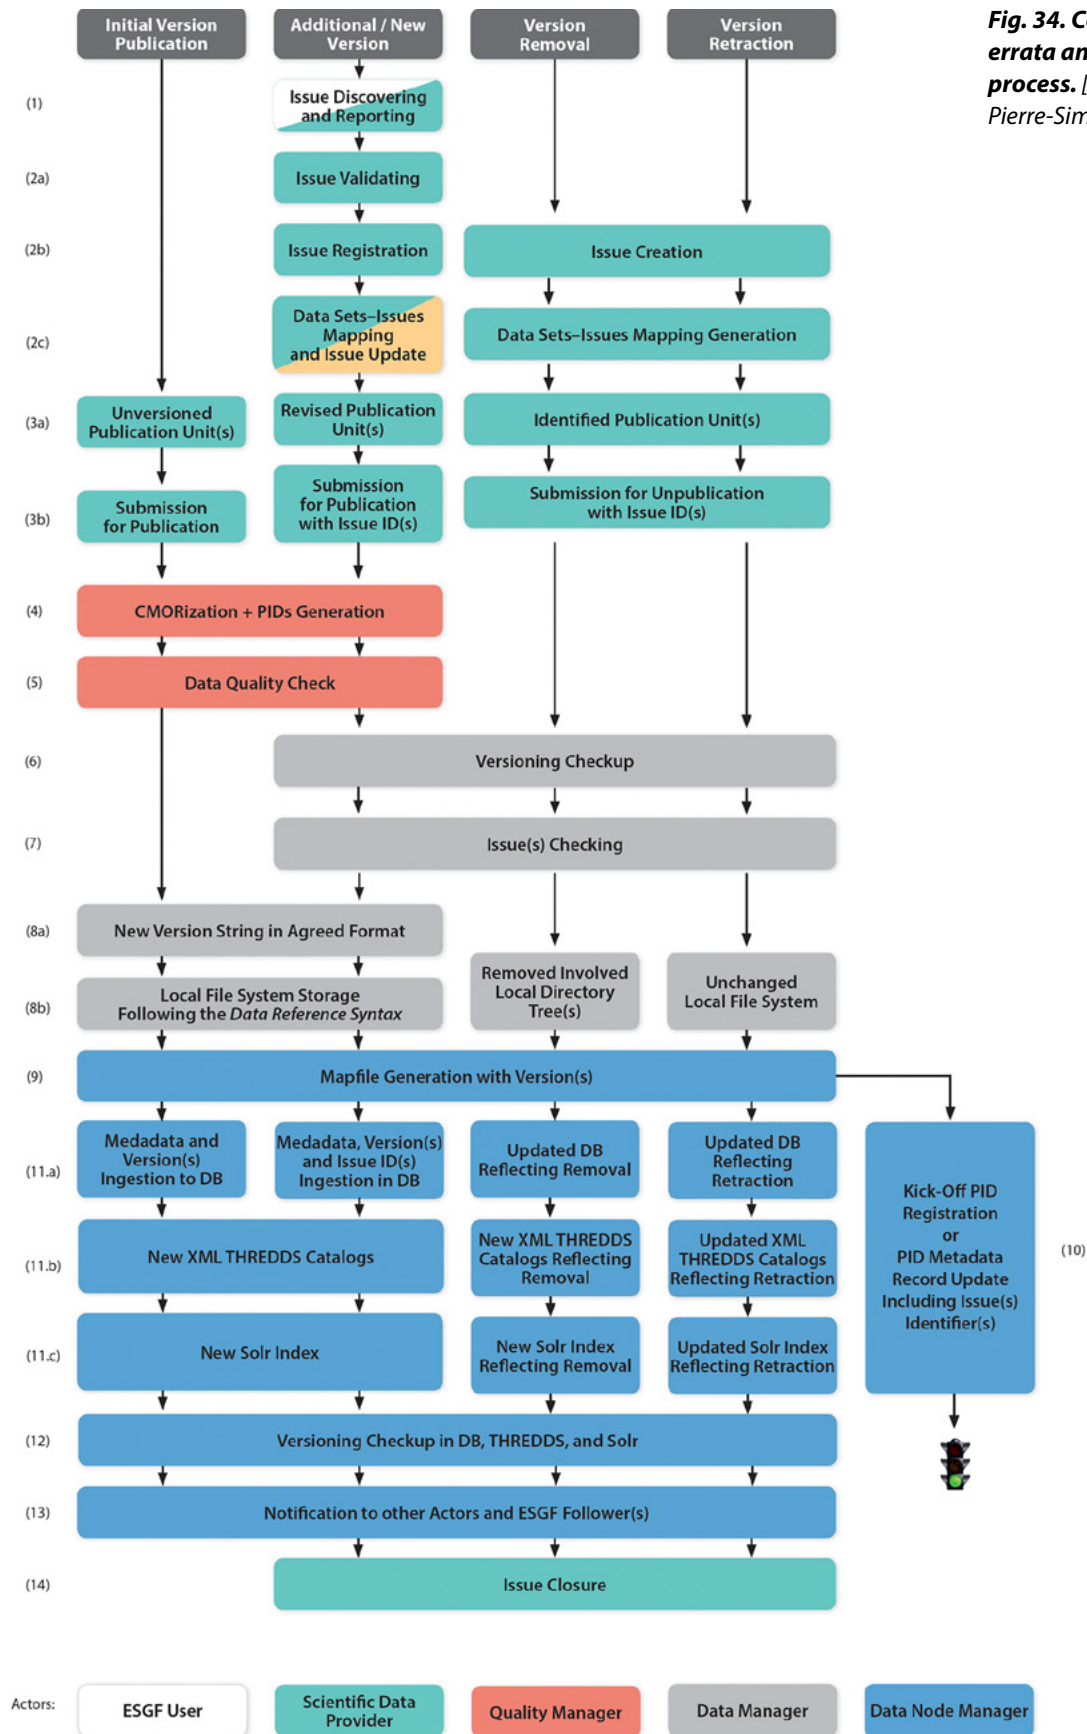 Initial Version
Publication
Additional / New
Version
Version
Removal
Version
Retraction
Fig. 34. C
errata an
process. [
Pierre-Sim
(1)
Issue Discovering
and Reporting
(2a)
Issue Validating
(2b)
Issue Registration
Issue Creation
(2c)
Data Sets–Issues
Mapping
and Issue Update
Data Sets–Issues Mapping Generation
(3a)
Unversioned
Publication Unit(s)
Revised Publication
Unit(s)
Identified Publication Unit(s)
(3b)
Submission
for Publication
Submission
for Publication
with Issue ID(s)
Submission for Unpublication
with Issue ID(s)
(4)
CMORization + PIDs Generation
(5)
Data Quality Check
(6)
Versioning Checkup
(7)
Issue(s) Checking
(8a)
New Version String in Agreed Format
(8b)
Local File System Storage
Following the Data Reference Syntax
Removed Involved
Local Directory
Tree(s)
Unchanged
Local File System
(9)
Mapfile Generation with Version(s)
(11.a)
Medadata and
Version(s)
Ingestion to DB
Medadata, Version(s)
and Issue ID(s)
Ingestion in DB
Updated DB
Reflecting Removal
Updated DB
Reflecting
Retraction
Kick-Off PID
Registration
or
PID Metadata
Record Update
Including Issue(s)
Identifier(s)
(10)
(11.b)
New XML THREDDS Catalogs
New XML THREDDS
Catalogs Reflecting
Removal
Updated XML
THREDDS Catalogs
Reflecting Retraction
(11.c)
New Solr Index
New Solr Index
Reflecting Removal
Updated Solr Index
Reflecting Retraction
(12)
Versioning Checkup in DB, THREDDS, and Solr
(13)
Notification to other Actors and ESGF Follower(s)
(14)
Issue Closure
Actors:
ESGF User
Scientific Data
Provider
Quality Manager
Data Manager
Data Node Manager